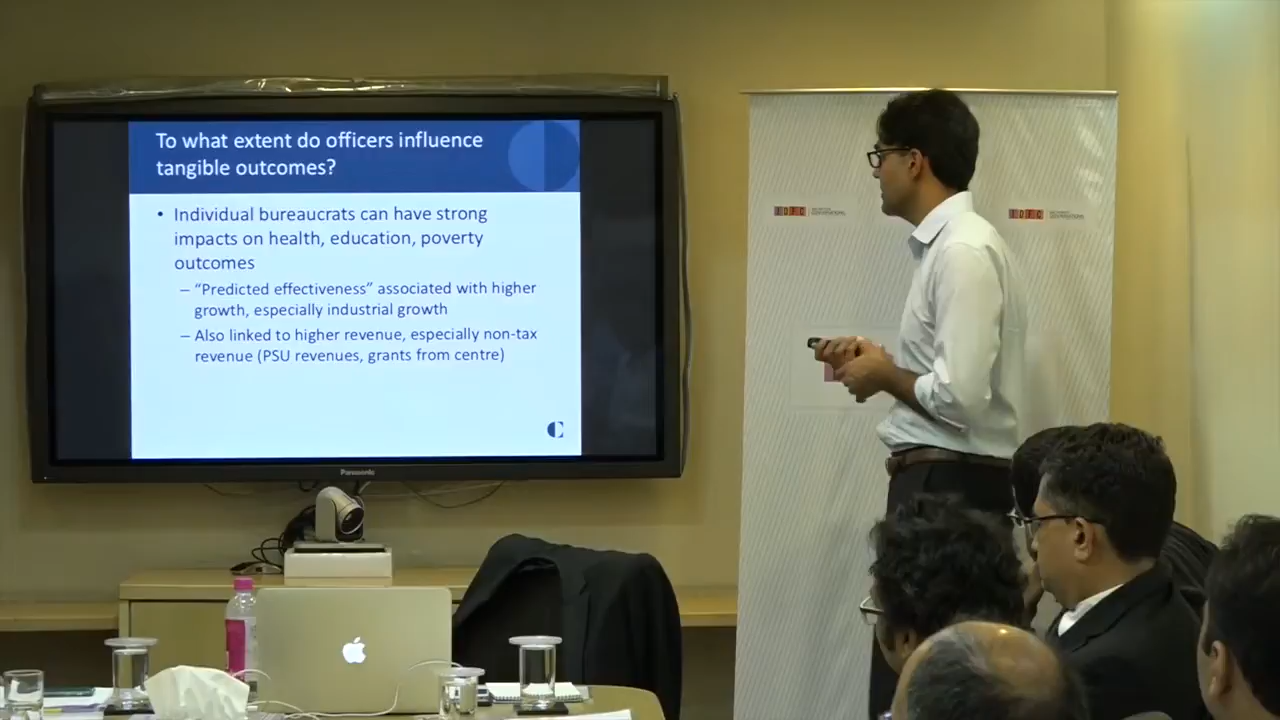 To what extent do officers influence
tangible outcomes?
• Individual bureaucrats can have strong
impacts on health, education, poverty
outcomes
– “Predicted effectiveness” associated with higher
growth, especially industrial growth
– Also linked to higher revenue, especially non-tax
revenue (PSU revenues, grants from centre)
Panasonic
IDFC
IDFC